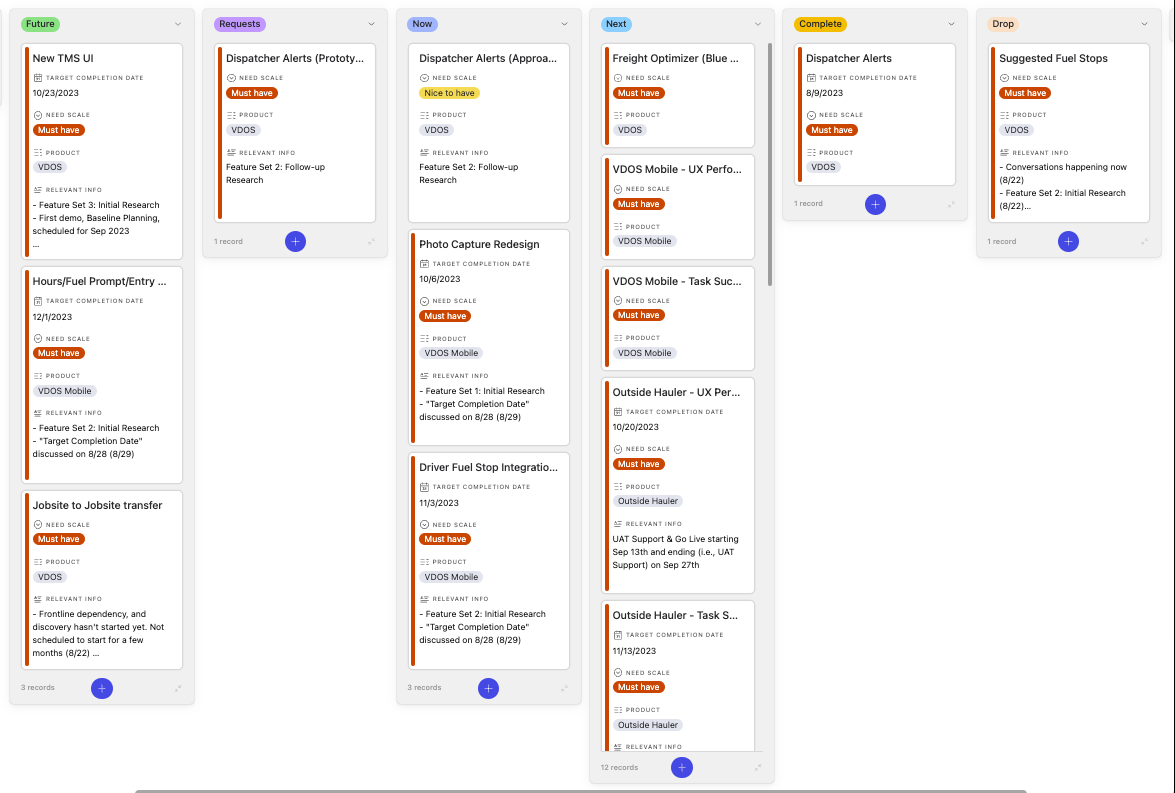 Future
New TMS UI
TARGET COMPLETION DATE
10/23/2023
NEED SCALE
Must have
PRODUCT
VDOS
RELEVANT INFO
- Feature Set 3: Initial Research
- First demo, Baseline Planning,
scheduled for Sep 2023
...
Hours/Fuel Prompt/Entry ...
TARGET COMPLETION DATE
12/1/2023
NEED SCALE
Must have
PRODUCT
VDOS Mobile
RELEVANT INFO
- Feature Set 2: Initial Research
- "Target Completion Date"
discussed on 8/28 (8/29)
Jobsite to Jobsite transfer
NEED SCALE
Must have
PRODUCT
VDOS
RELEVANT INFO
- Frontline dependency, and
discovery hasn't started yet. Not
scheduled to start for a few
months (8/22) ...
3 records
Requests
Dispatcher Alerts (Prototy...
NEED SCALE
Must have
PRODUCT
VDOS
RELEVANT INFO
Feature Set 2: Follow-up
Research
1 record
Now
Dispatcher Alerts (Approa...
NEED SCALE
Nice to have
PRODUCT
VDOS
RELEVANT INFO
Feature Set 2: Follow-up
Research
Photo Capture Redesign
TARGET COMPLETION DATE
10/6/2023
NEED SCALE
Must have
PRODUCT
VDOS Mobile
RELEVANT INFO
- Feature Set 1: Initial Research
- "Target Completion Date"
discussed on 8/28 (8/29)
Driver Fuel Stop Integratio...
TARGET COMPLETION DATE
11/3/2023
NEED SCALE
Must have
PRODUCT
VDOS Mobile
RELEVANT INFO
- Feature Set 2: Initial Research
- "Target Completion Date"
discussed on 8/28 (8/29)
3 records
Next
Freight Optimizer (Blue ...
NEED SCALE
Must have
PRODUCT
VDOS
VDOS Mobile - UX Perfo...
NEED SCALE
Must have
PRODUCT
VDOS Mobile
VDOS Mobile - Task Suc...
NEED SCALE
Must have
PRODUCT
VDOS Mobile
Outside Hauler - UX Per...
TARGET COMPLETION DATE
10/20/2023
NEED SCALE
Must have
PRODUCT
Outside Hauler
RELEVANT INFO
UAT Support & Go Live starting
Sep 13th and ending (i.e., UAT
Support) on Sep 27th
Outside Hauler - Task S...
TARGET COMPLETION DATE
11/13/2023
NEED SCALE
Must have
PRODUCT
Outside Hauler
RELEVANT INFO
12 records
Complete
Dispatcher Alerts
TARGET COMPLETION DATE
8/9/2023
NEED SCALE
Must have
PRODUCT
VDOS
1 record
Drop
Suggested Fuel Stops
NEED SCALE
Must have
PRODUCT
VDOS
RELEVANT INFO
- Conversations happening now
(8/22)
- Feature Set 2: Initial Research
(8/22)...
1 record